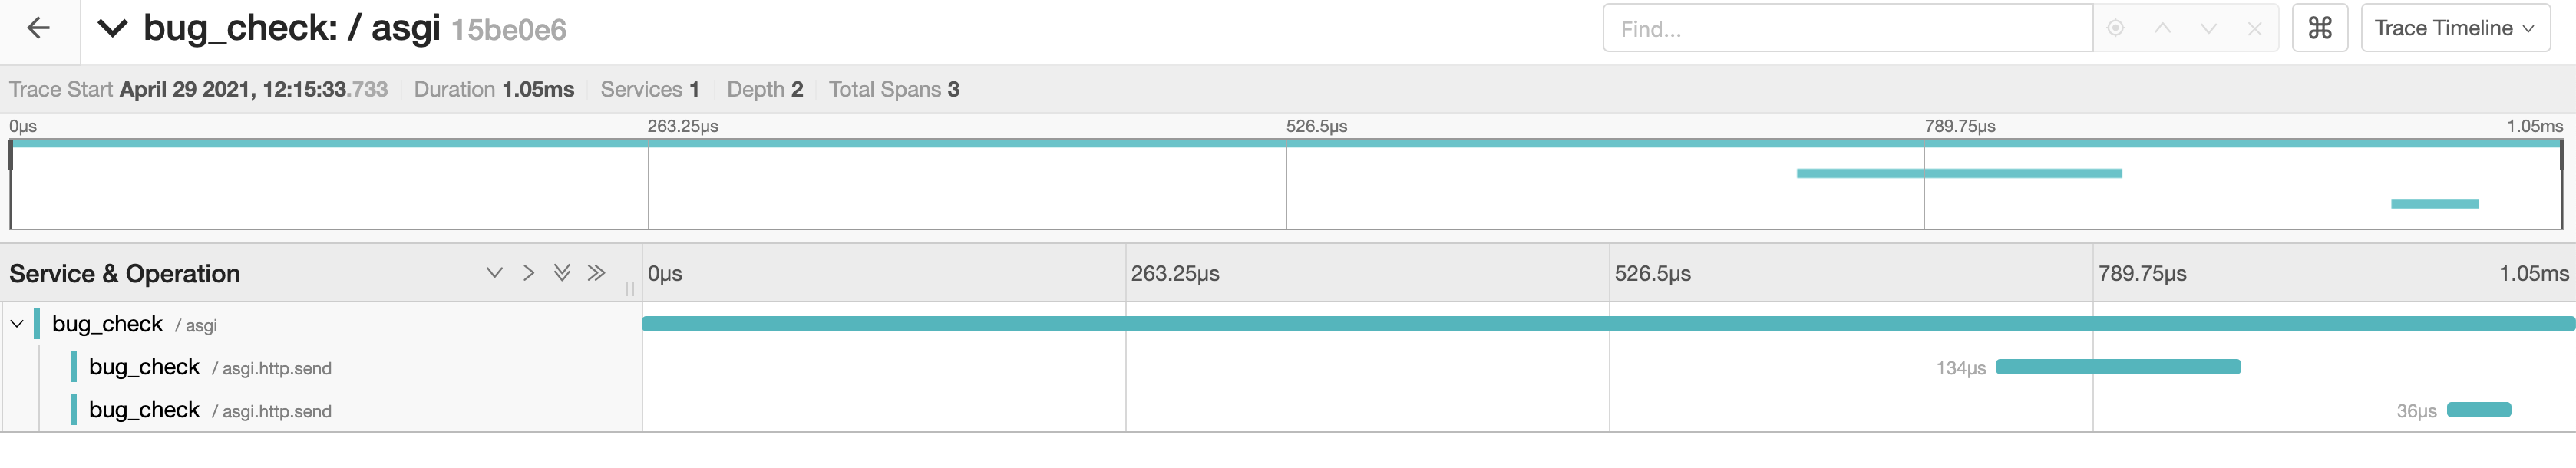 bug_check: / asgi 15be0e6
Find...
⌘
Trace Timeline
Trace Start April 29 2021, 12:15:33.733 Duration 1.05ms Services 1 Depth 2 Total Spans 3
0μs 263.25μs 526.5μs 789.75μs 1.05ms
Service & Operation 0μs 263.25μs 526.5μs 789.75μs 1.05ms
bug_check / asgi
bug_check / asgi.http.send 134μs
bug_check / asgi.http.send 36μs